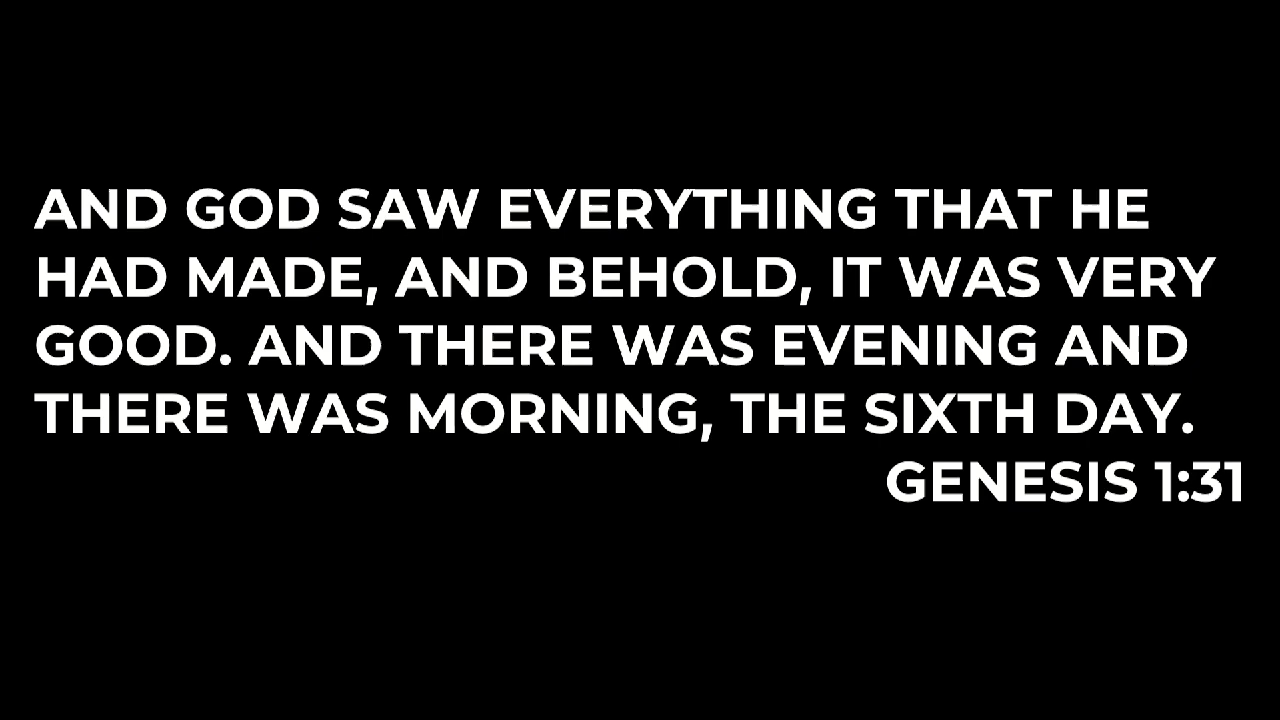 AND GOD SAW EVERYTHING THAT HE
HAD MADE, AND BEHOLD, IT WAS VERY
GOOD. AND THERE WAS EVENING AND
THERE WAS MORNING, THE SIXTH DAY.
GENESIS 1:31